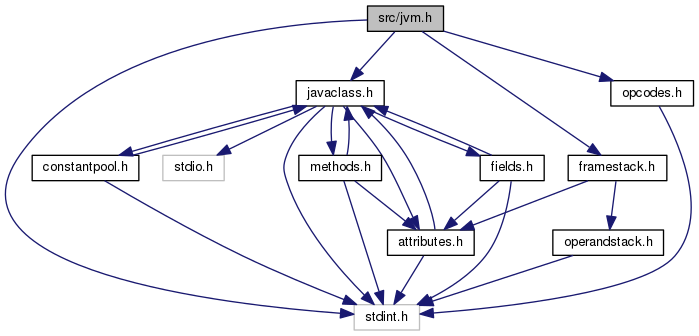 src/jvm.h
javaclass.h
opcodes.h
constantpool.h
stdio.h
methods.h
fields.h
framestack.h
attributes.h
operandstack.h
stdint.h